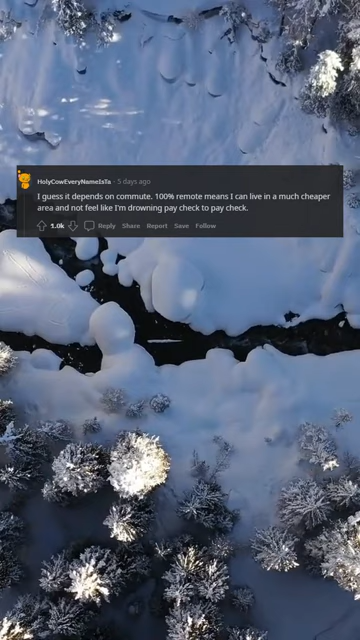 HolyCowEveryNameIsTa · 5 days ago
I guess it depends on commute. 100% remote means I can live in a much cheaper
area and not feel like I'm drowning pay check to pay check.
1.0k Reply Share Report Save Follow